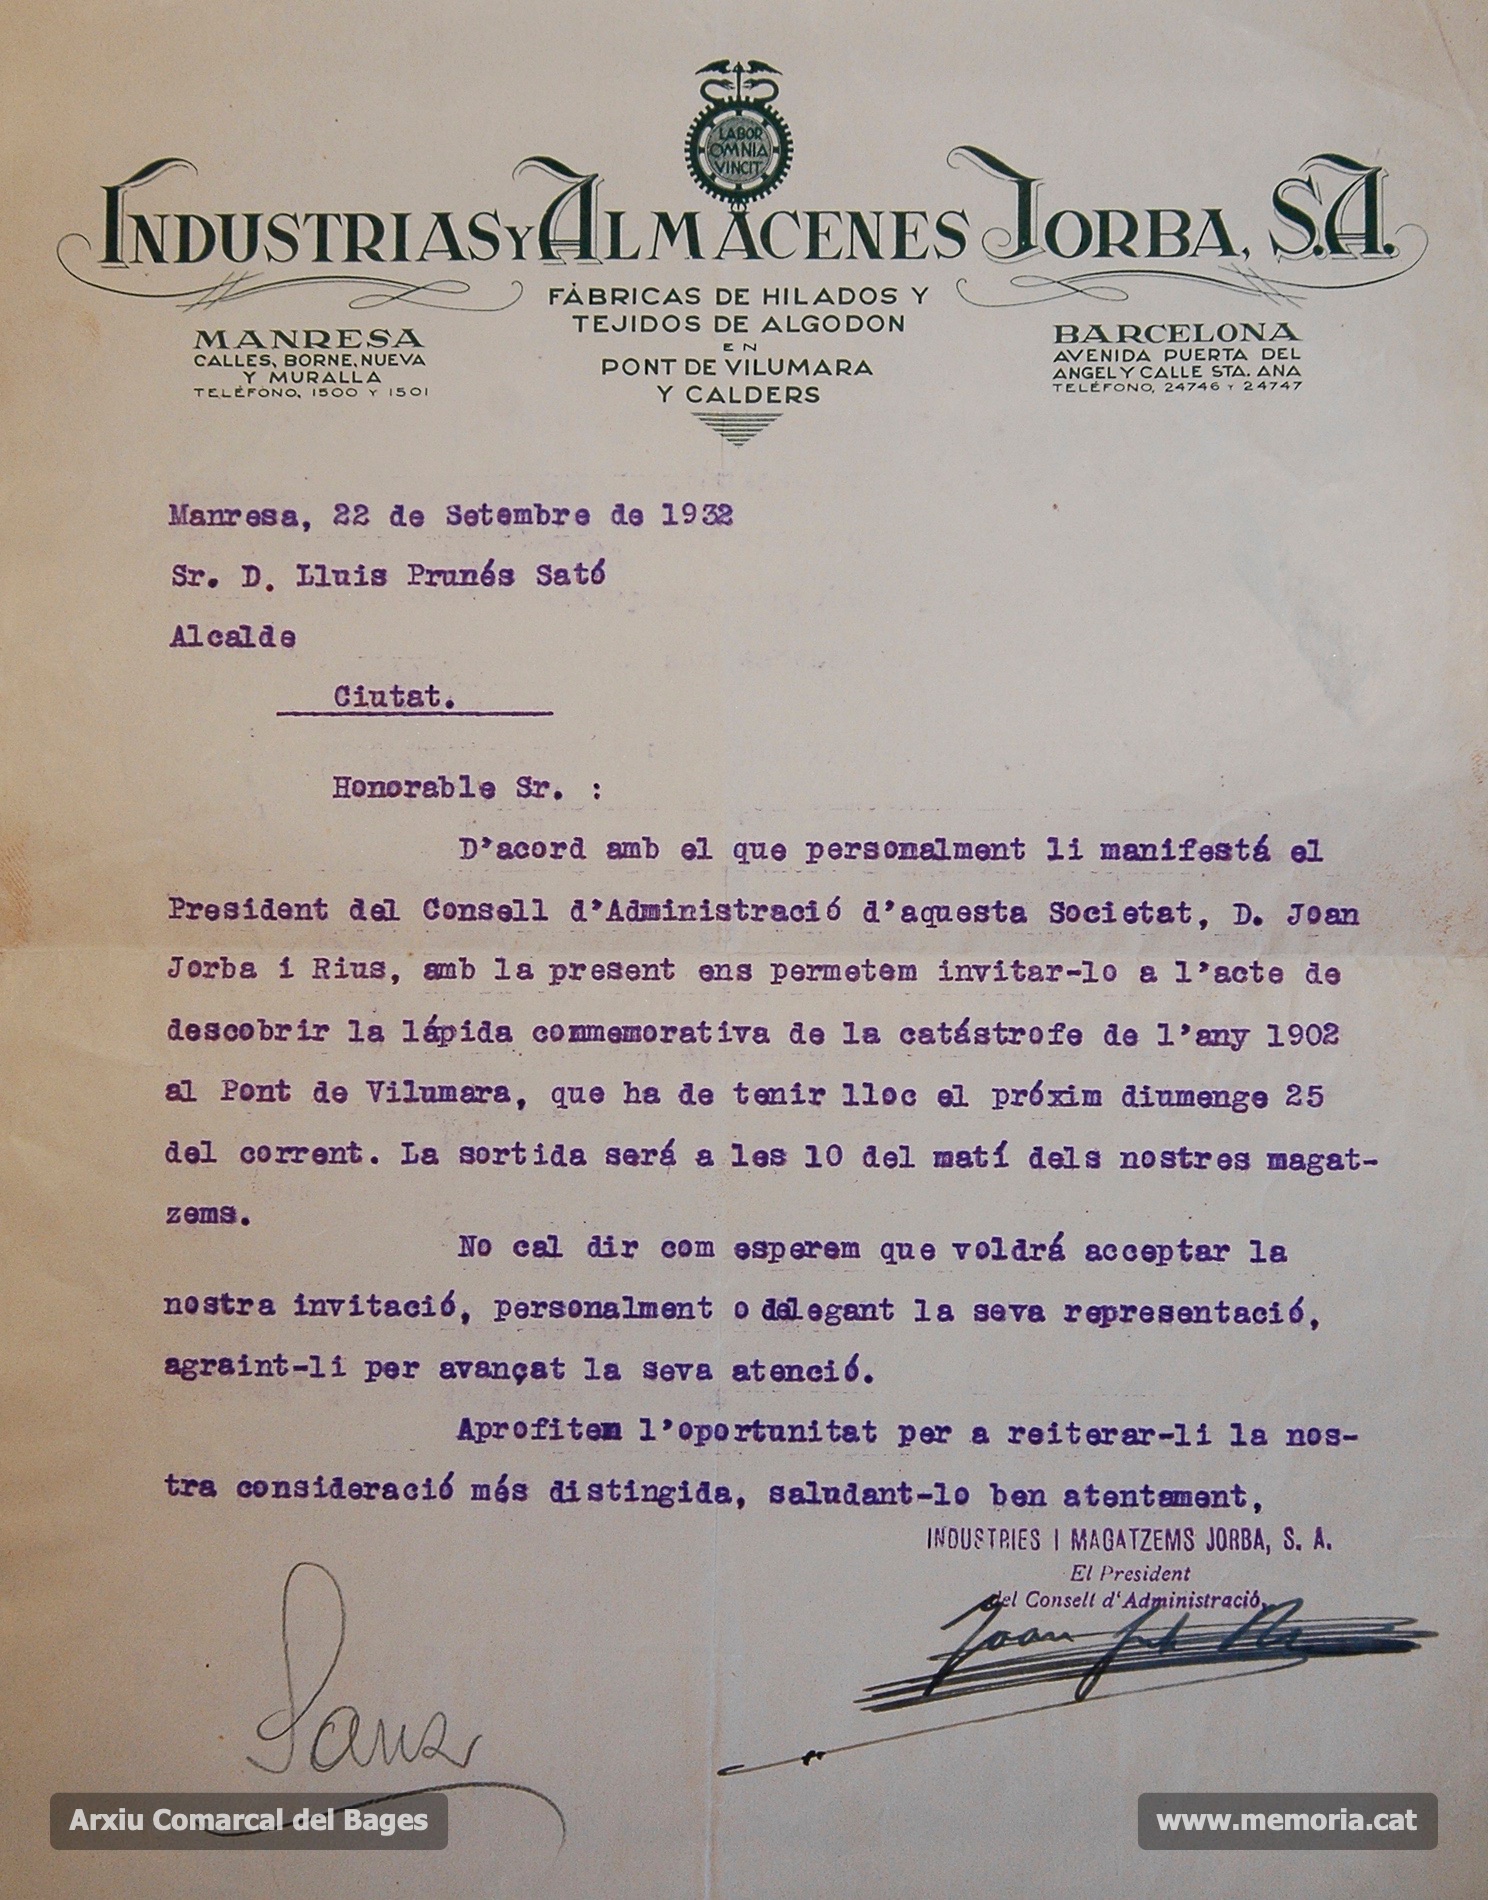 LABOR
OMNIA
VINCIT
INDUSTRIAS Y ALMACENES JORBA, S.A.
FÁBRICAS DE HILADOS Y
TEJIDOS DE ALGODON
EN
PONT DE VILUMARA
Y CALDERS
MANRESA
CALLES, BORNE, NUEVA
Y MURALLA
TELÉFONO, 1500 Y 1501
BARCELONA
AVENIDA PUERTA DEL
ANGEL Y CALLE STA. ANA
TELÉFONO, 24746 Y 24747
Manresa, 22 de Setembre de 1932
Sr. D. Lluis Prunés Sató
Alcalde
Ciutat.
Honorable Sr. :
D'acord amb el que personalment li manifestá el
President del Consell d'Administració d'aquesta Societat, D. Joan
Jorba i Rius, amb la present ens permetem invitar-lo a l'acte de
descobrir la lápida commemorativa de la catástrofe de l'any 1902
al Pont de Vilumara, que ha de tenir lloc el próxim diumenge 25
del corrent. La sortida será a les 10 del matí dels nostres magat-
zems.
No cal dir com esperem que voldrá acceptar la
nostra invitació, personalment o delegant la seva representació,
agraint-li per avançat la seva atenció.
Aprofitem l'oportunitat per a reiterar-li la nos-
tra consideració més distingida, saludant-lo ben atentament,
INDUSTRIES I MAGATZEMS JORBA, S. A.
El President
del Consell d'Administració,
Joan
Arxiu Comarcal del Bages
www.memoria.cat